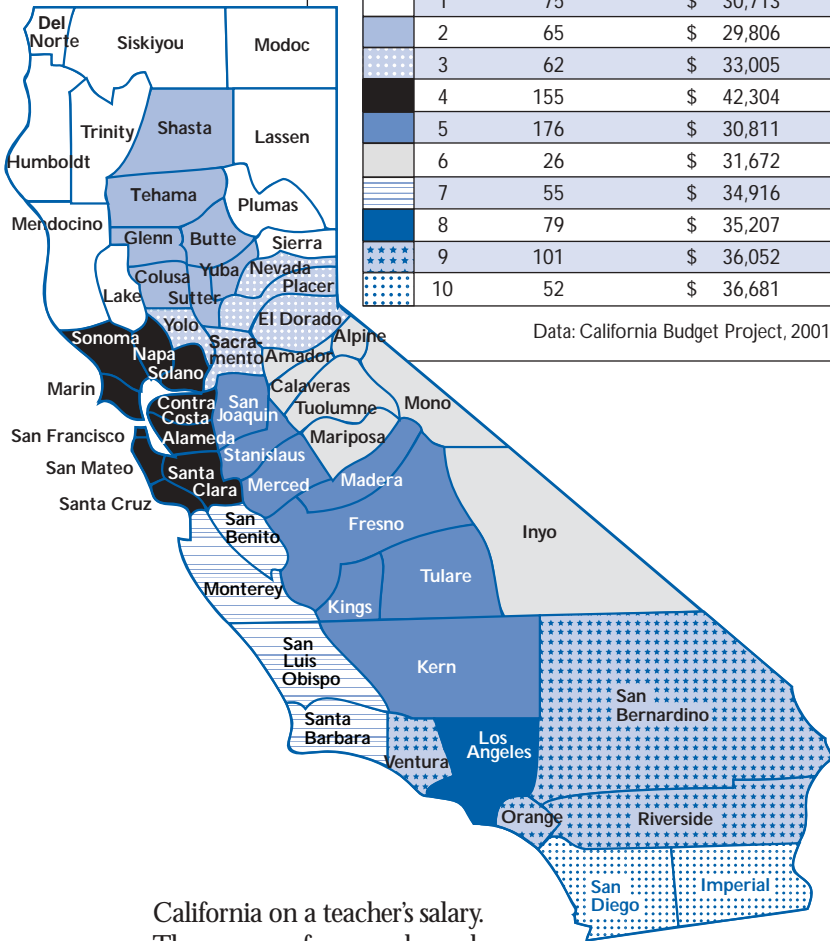 1 75 $ 30,713
2 65 $ 29,806
3 62 $ 33,005
4 155 $ 42,304
5 176 $ 30,811
6 26 $ 31,672
7 55 $ 34,916
8 79 $ 35,207
9 101 $ 36,052
10 52 $ 36,681
Data: California Budget Project, 2001
Del
Norte
Siskiyou
Modoc
Trinity
Shasta
Lassen
Humboldt
Tehama
Plumas
Mendocino
Glenn
Butte
Sierra
Colusa
Yuba
Nevada
Placer
Lake
Sutter
Yolo
El Dorado
Sonoma
Sacra-
mento
Alpine
Napa
Amador
Solano
Marin
Calaveras
Contra
Costa
San
Joaquin
Tuolumne
Mono
San Francisco
Alameda
Mariposa
San Mateo
Stanislaus
Santa
Clara
Merced
Madera
Santa Cruz
San
Benito
Fresno
Inyo
Monterey
Kings
Tulare
San
Luis
Obispo
Kern
San
Bernardino
Santa
Barbara
Los
Angeles
Ventura
Orange
Riverside
San
Diego
Imperial
California on a teacher's salary.